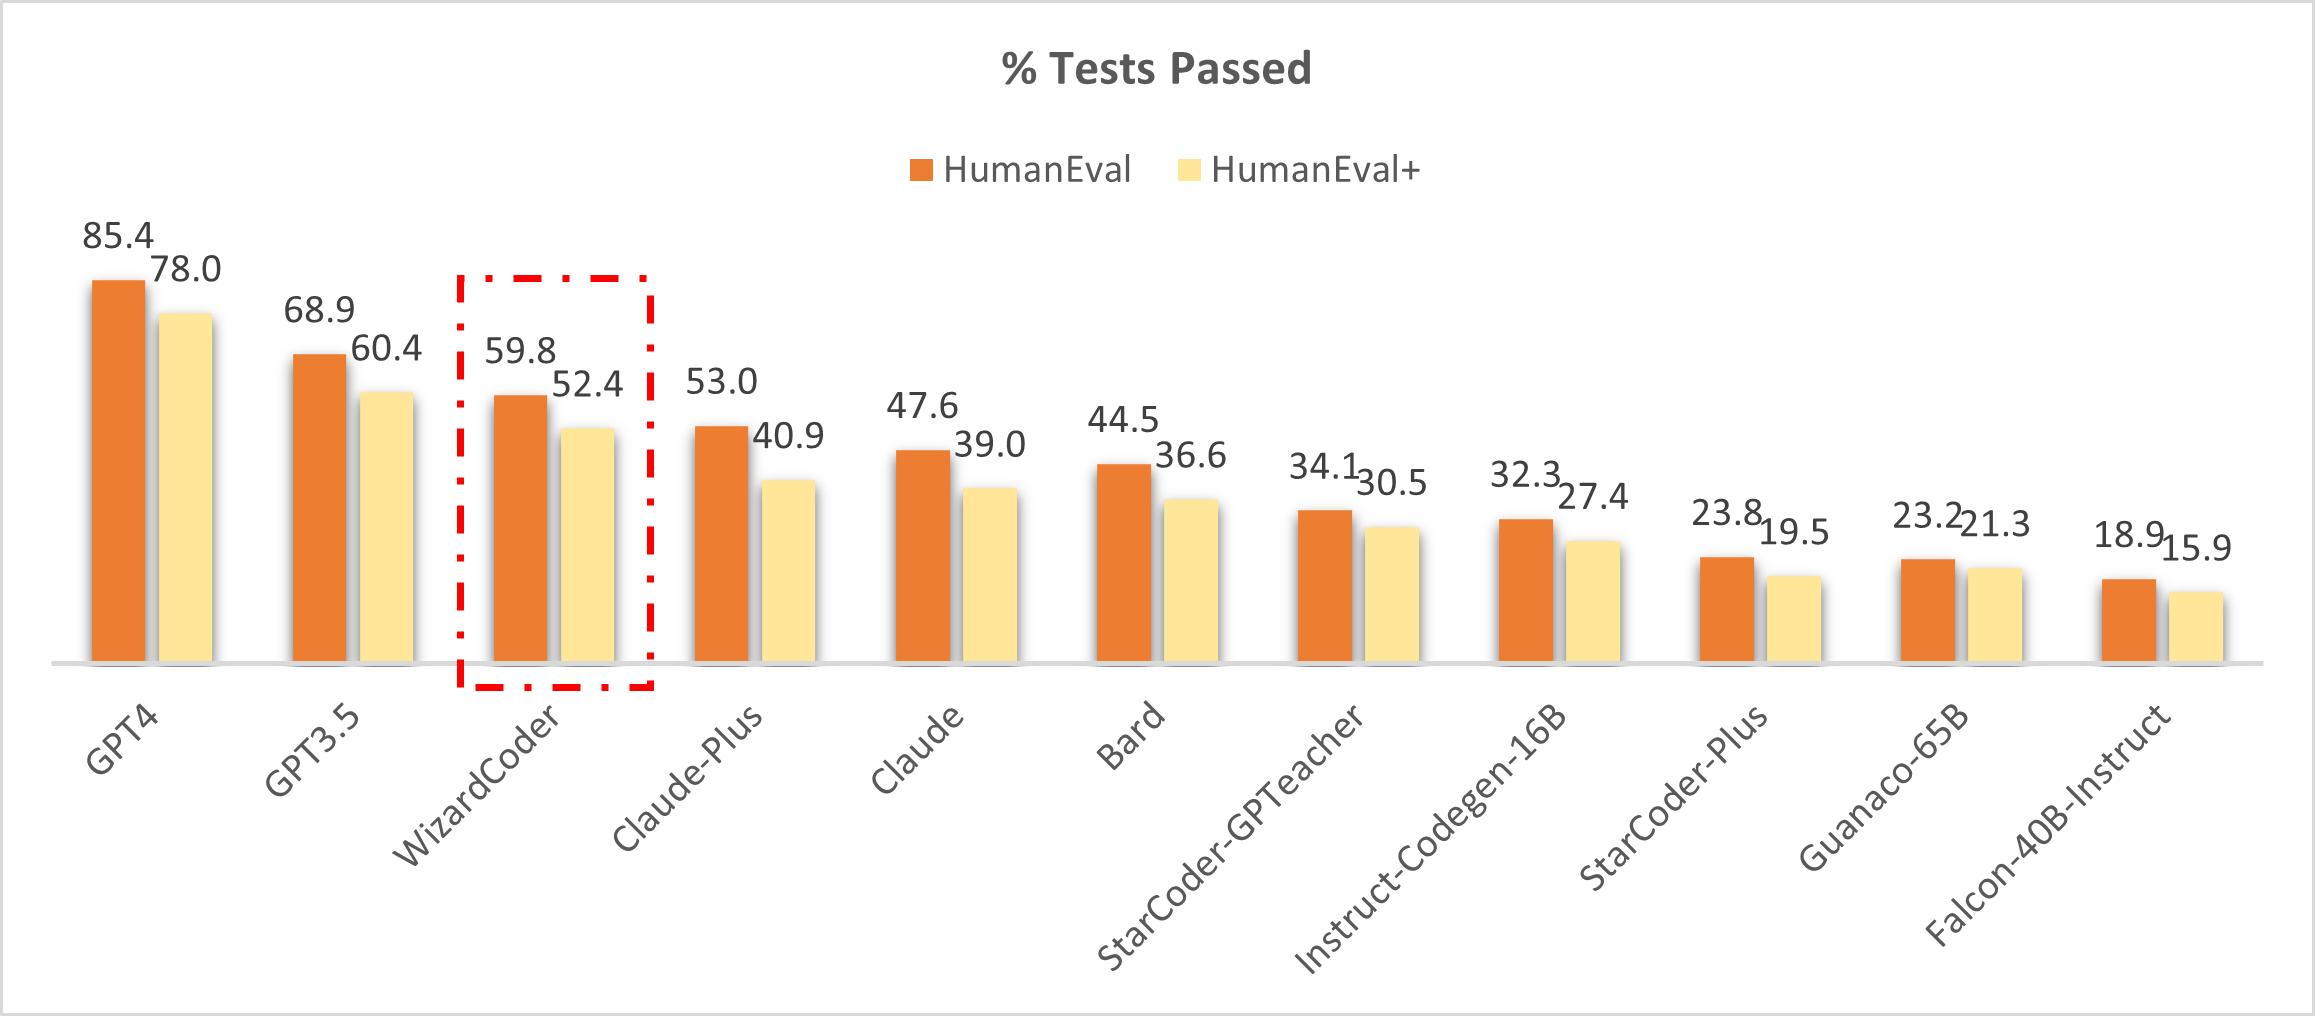 % Tests Passed
HumanEval HumanEval+
85.4 78.0 68.9 60.4 59.8 52.4 53.0 40.9 47.6 39.0 44.5 36.6 34.1 30.5 32.3 27.4 23.8 19.5 23.2 21.3 18.9 15.9
GPT4 GPT3.5 WizardCoder Claude-Plus Claude Bard StarCoder-GPTeacher Instruct-Codegen-16B StarCoder-Plus Guanaco-65B Falcon-40B-Instruct